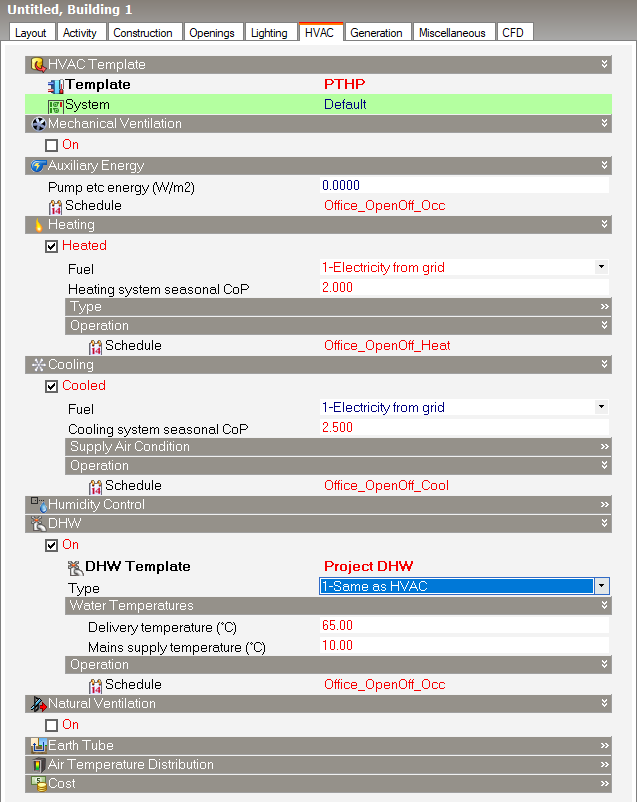 Untitled, Building 1
Layout Activity Construction Openings Lighting HVAC Generation Miscellaneous CFD
HVAC Template
Template PTHP
System Default
Mechanical Ventilation
On
Auxiliary Energy
Pump etc energy (W/m2) 0.0000
Schedule Office_OpenOff_Occ
Heating
Heated
Fuel 1-Electricity from grid
Heating system seasonal CoP 2.000
Type
Operation
Schedule Office_OpenOff_Heat
Cooling
Cooled
Fuel 1-Electricity from grid
Cooling system seasonal CoP 2.500
Supply Air Condition
Operation
Schedule Office_OpenOff_Cool
Humidity Control
DHW
On
DHW Template Project DHW
Type 1-Same as HVAC
Water Temperatures
Delivery temperature (°C) 65.00
Mains supply temperature (°C) 10.00
Operation
Schedule Office_OpenOff_Occ
Natural Ventilation
On
Earth Tube
Air Temperature Distribution
Cost